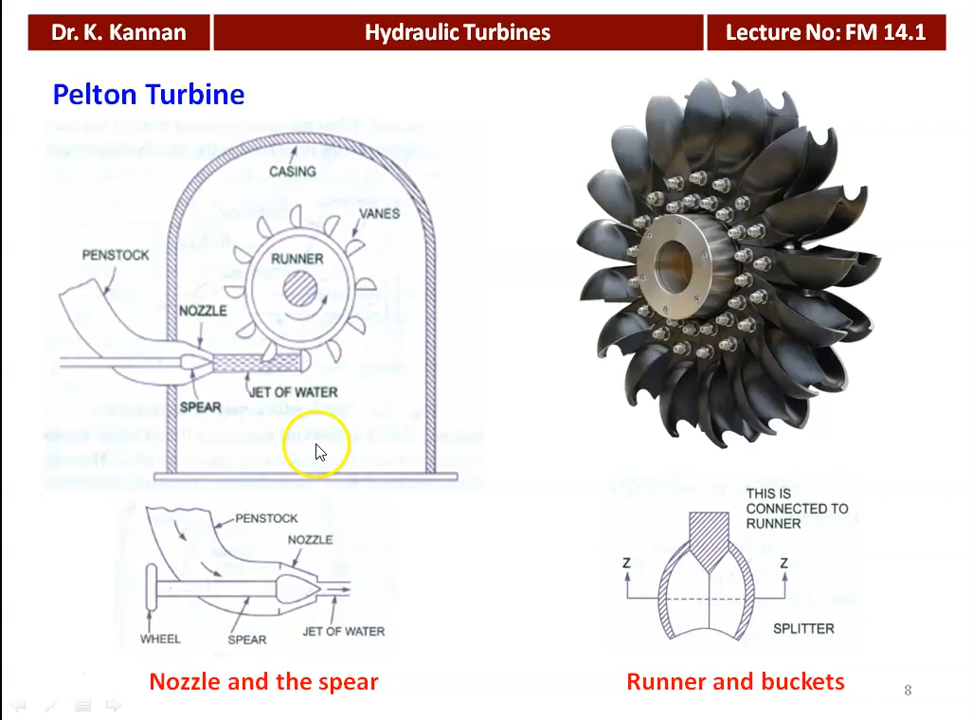 Dr. K. Kannan
Hydraulic Turbines
Lecture No: FM 14.1
Pelton Turbine
CASING
VANES
PENSTOCK
RUNNER
NOZZLE
JET OF WATER
SPEAR
THIS IS
CONNECTED TO
RUNNER
PENSTOCK
NOZZLE
Z
Z
WHEEL
SPEAR
JET OF WATER
SPLITTER
Nozzle and the spear
Runner and buckets
8